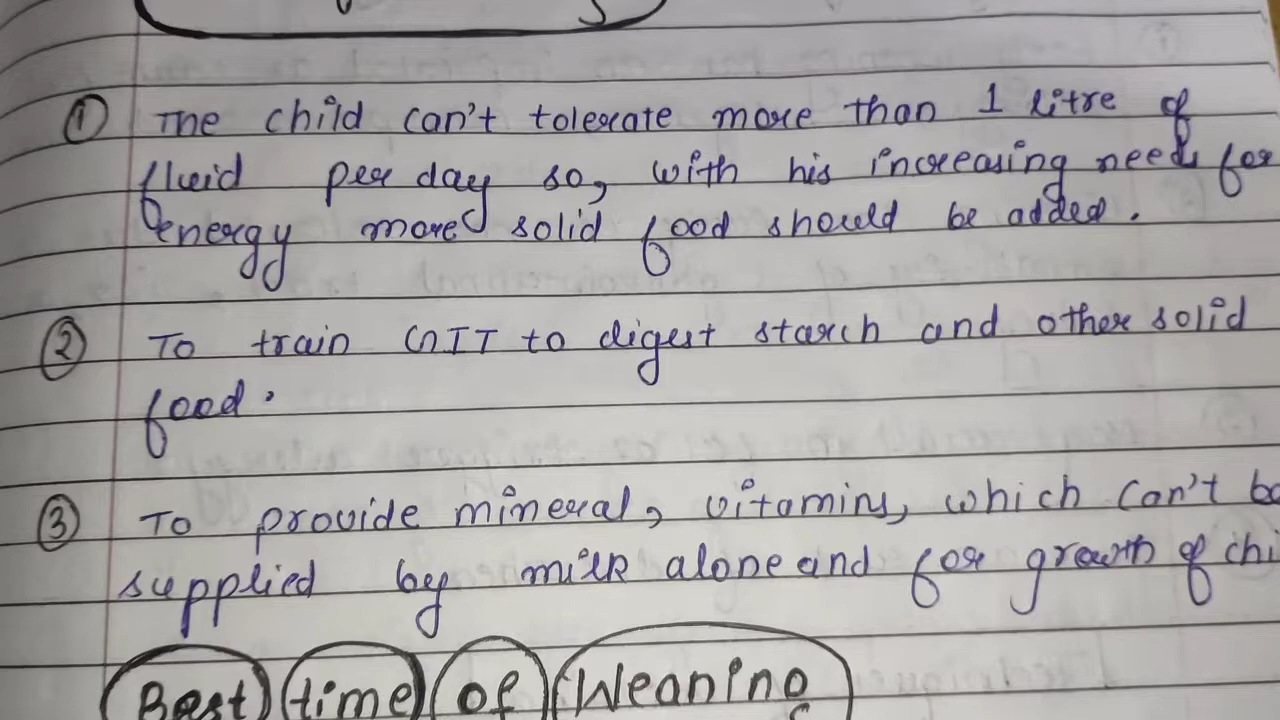 ① The child can't tolerate more than 1 litre of
fluid per day so, with his increasing needs for
energy more solid food should be added.
② To train GIT to digest starch and other solid
food.
③ To provide mineral, vitamins, which can't be
supplied by milk alone and for growth of chi
Best time of Weaning